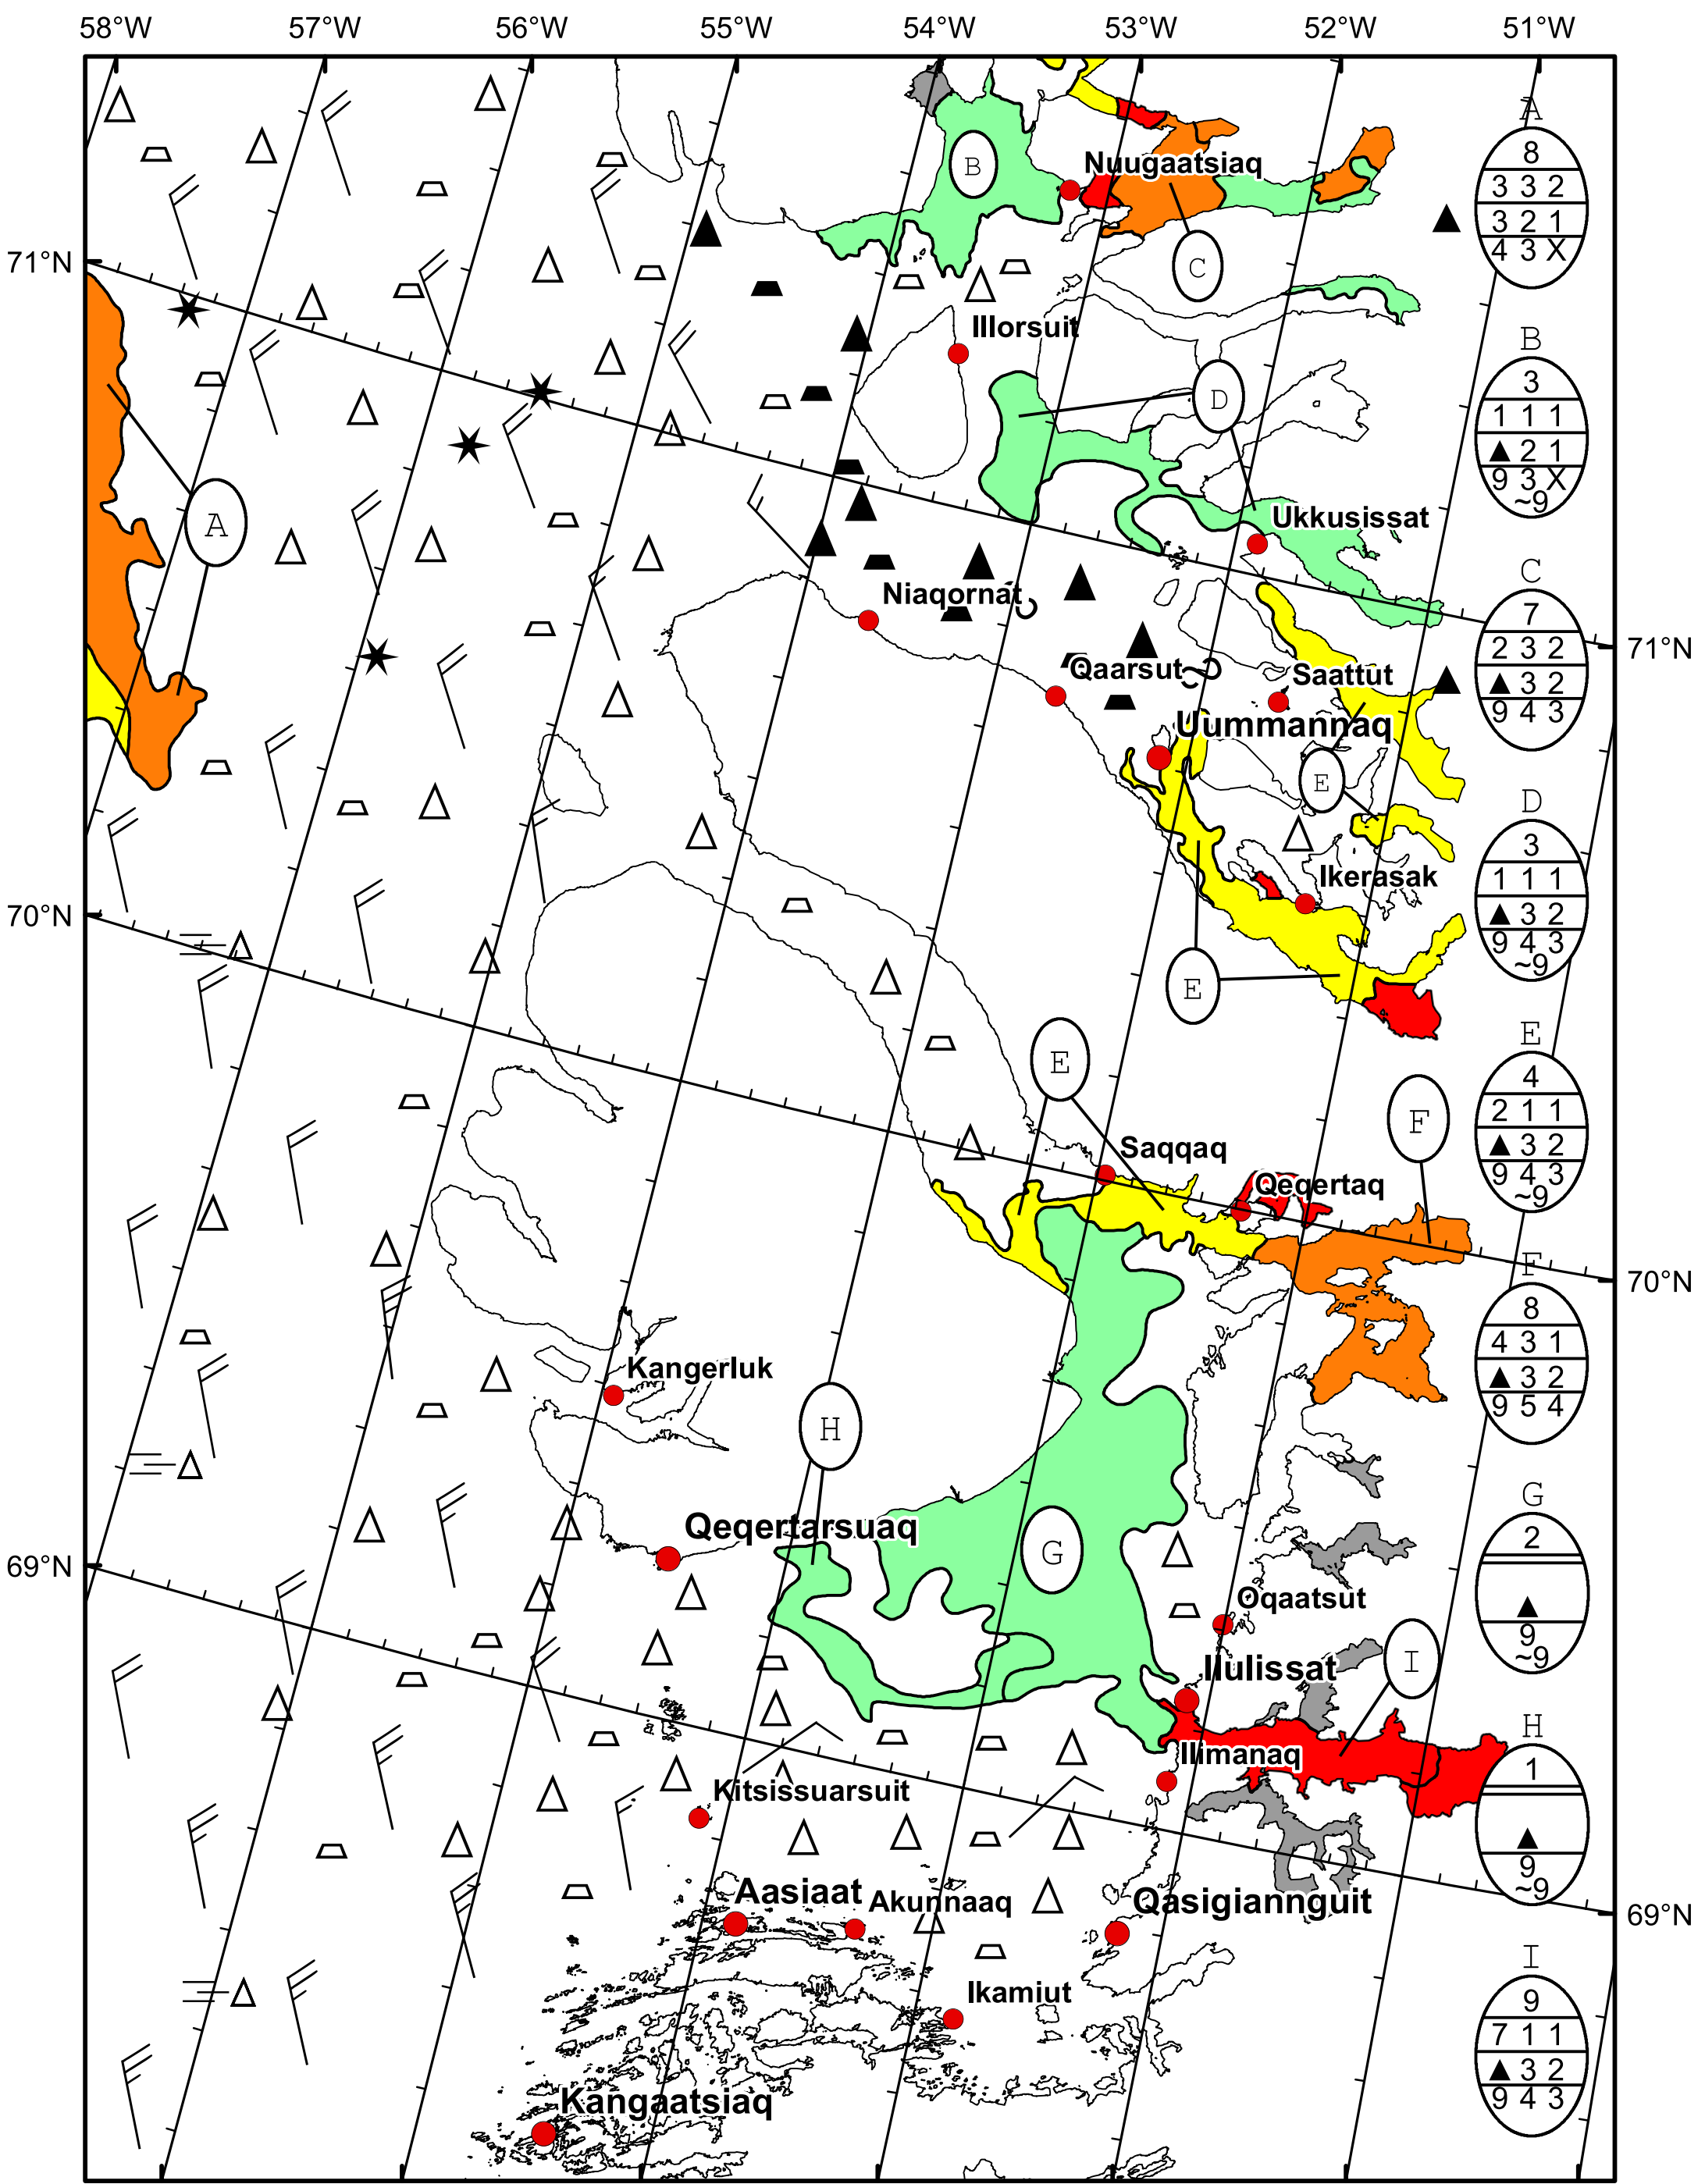 58°W 57°W 56°W 55°W 54°W 53°W 52°W 51°W
A
8
3 3 2
3 2 1
4 3 X
B
Nuugaatsiaq
C
71°N
Illorsuit
B
3
1 1 1
▲ 2 1
9 3 X
~9
D
A
Ukkusissat
C
7
2 3 2
▲ 3 2
9 4 3
Niaqornat
71°N
Qaarsut
Saattut
Uummannaq
E
D
3
1 1 1
▲ 3 2
9 4 3
~9
Ikerasak
70°N
E
E
E
4
2 1 1
▲ 3 2
9 4 3
~9
F
Saqqaq
Qeqertaq
70°N
F
8
4 3 1
▲ 3 2
9 5 4
Kangerluk
H
G
2
▲
9
~9
Qeqertarsuaq
G
69°N
Oqaatsut
Ilulissat
I
H
1
▲
9
~9
Ilimanaq
Kitsissuarsuit
Aasiaat
Akunnaaq
Qasigiannguit
69°N
I
9
7 1 1
▲ 3 2
9 4 3
Ikamiut
Kangaatsiaq